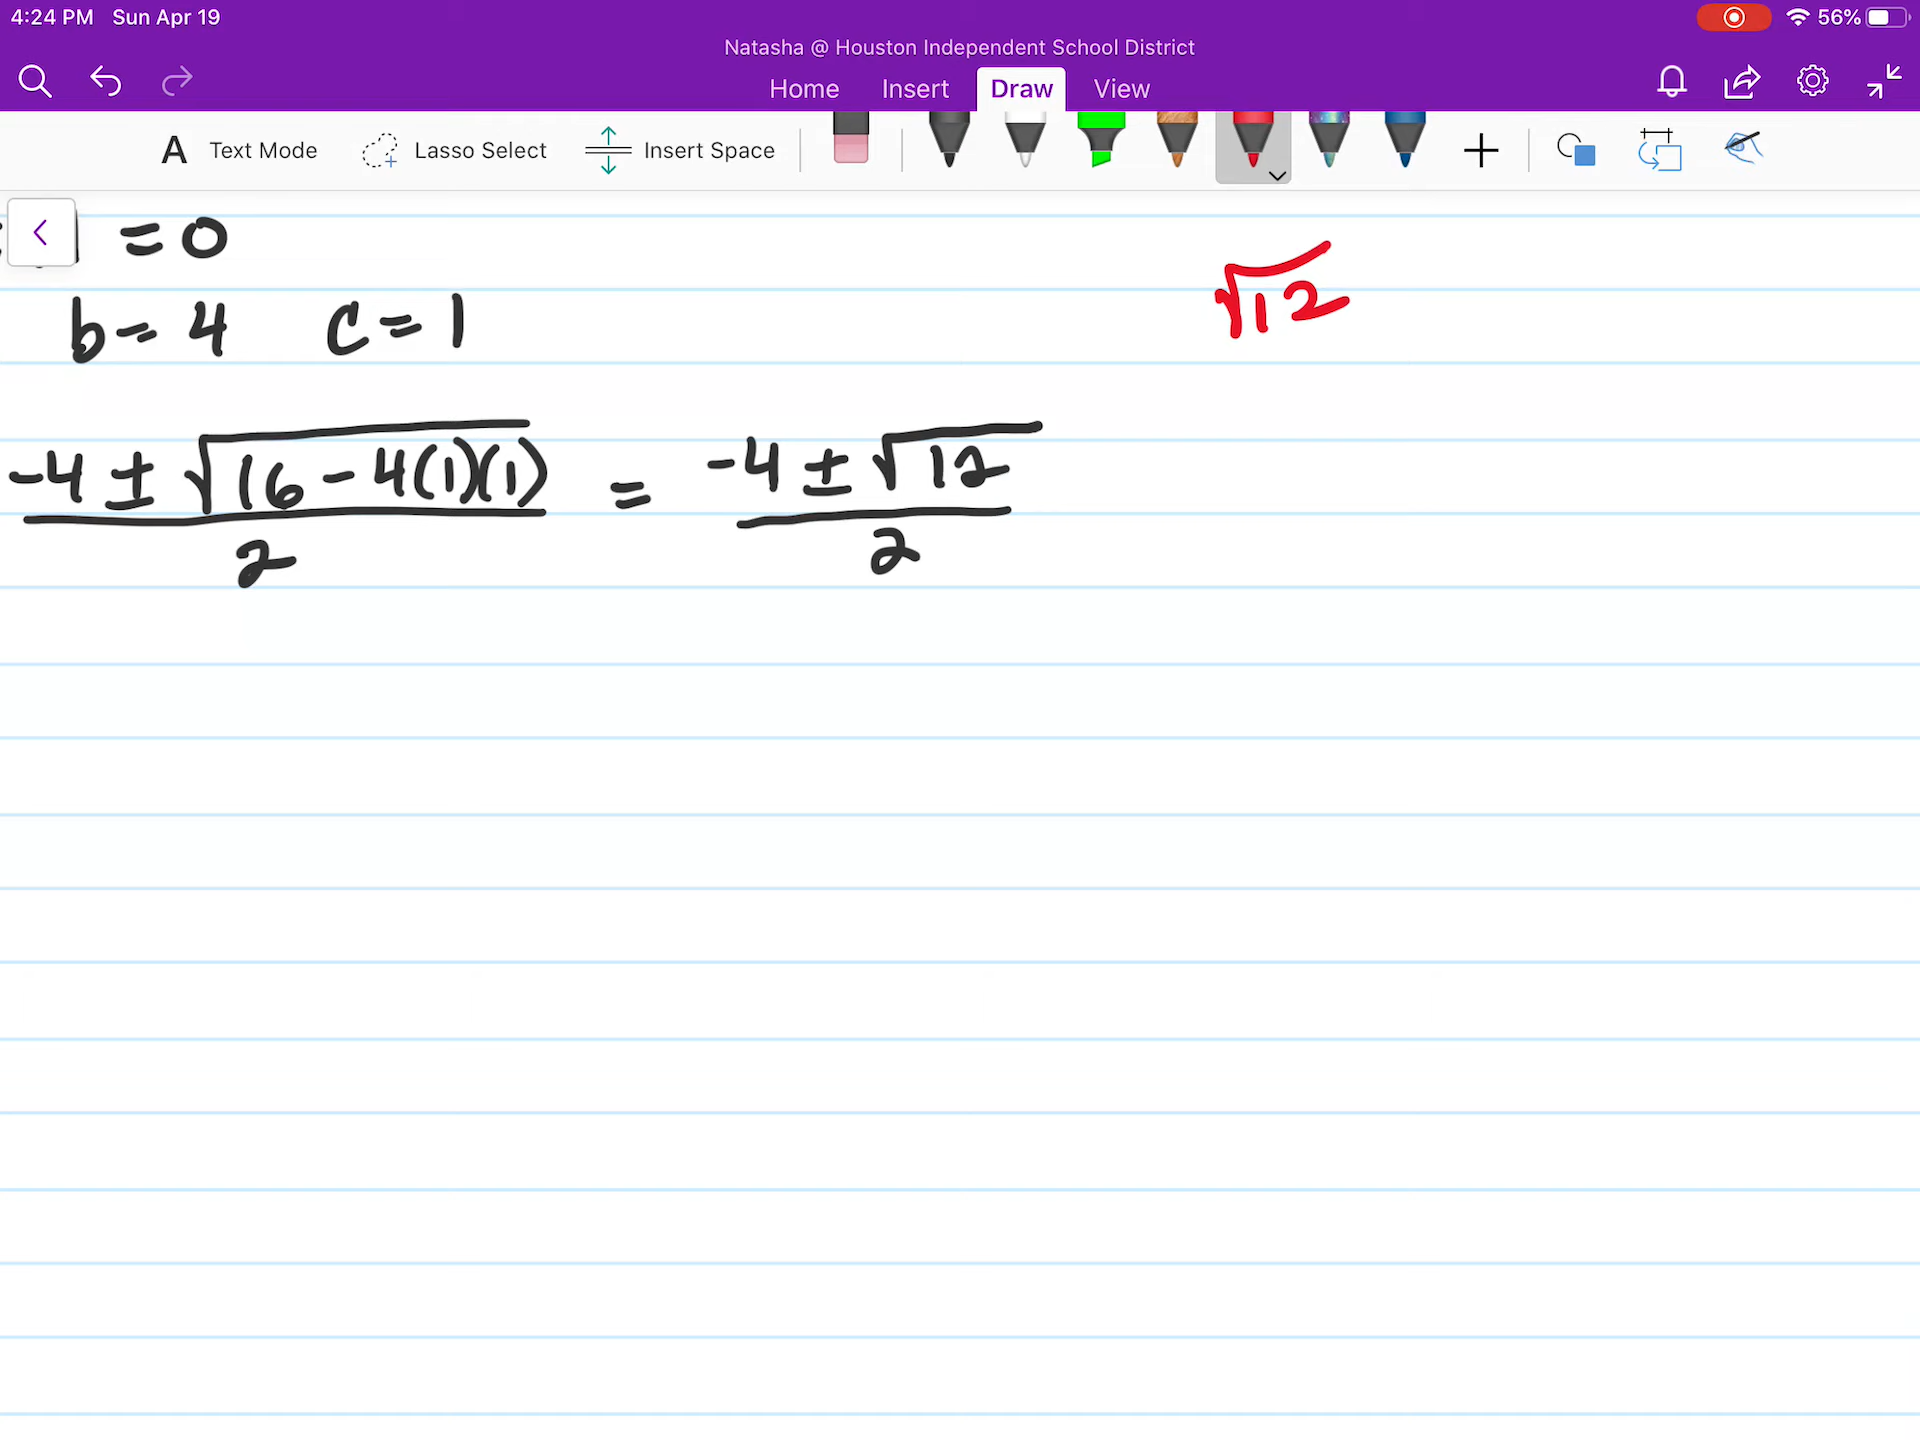 4:24 PM Sun Apr 19 56%
Natasha @ Houston Independent School District
Home Insert Draw View
A Text Mode Lasso Select Insert Space
= 0
√12
b = 4 c = 1
-4 ± √16 - 4(1)(1) = -4 ± √12
2 2